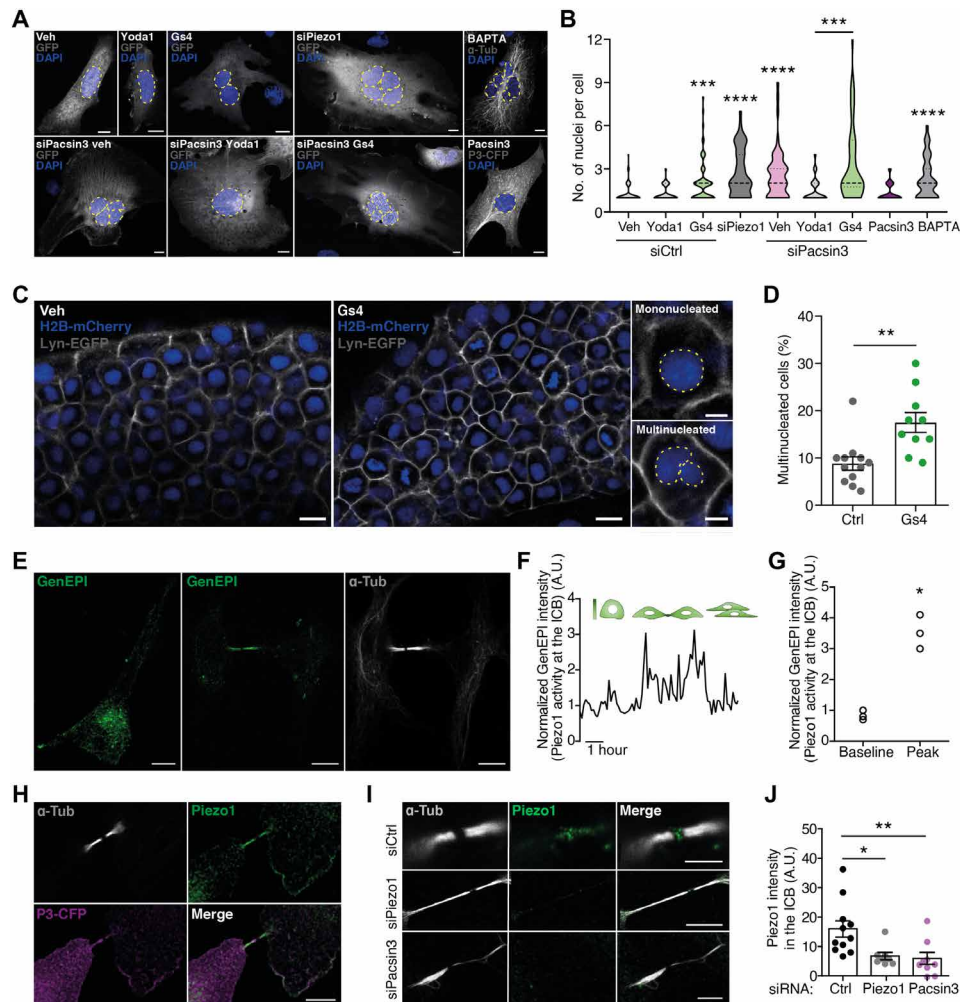 A
Veh
GFP
DAPI
Yoda1
GFP
DAPI
Gs4
GFP
DAPI
siPiezo1
GFP
DAPI
BAPTA
α-Tub
DAPI
siPacsin3 veh
GFP
DAPI
siPacsin3 Yoda1
GFP
DAPI
siPacsin3 Gs4
GFP
DAPI
Pacsin3
P3-CFP
DAPI
B
No. of nuclei per cell
12
9
6
3
0
***
****
****
***
****
Veh Yoda1 Gs4 siPiezo1 Veh Yoda1 Gs4 Pacsin3 BAPTA
siCtrl siPacsin3
C
Veh
H2B-mCherry
Lyn-EGFP
Gs4
H2B-mCherry
Lyn-EGFP
Mononucleated
Multinucleated
D
Multinucleated cells (%)
40
30
20
10
0
**
Ctrl Gs4
E
GenEPI
GenEPI
α-Tub
F
Normalized GenEPI intensity
(Piezo1 activity at the ICB) (A.U.)
4
3
2
1
0
1 hour
G
Normalized GenEPI intensity
(Piezo1 activity at the ICB) (A.U.)
5
4
3
2
1
0
*
Baseline Peak
H
α-Tub
Piezo1
P3-CFP
Merge
I
α-Tub Piezo1 Merge
siCtrl
siPiezo1
siPacsin3
J
Piezo1 intensity
in the ICB (A.U.)
50
40
30
20
10
0
**
*
siRNA: Ctrl Piezo1 Pacsin3